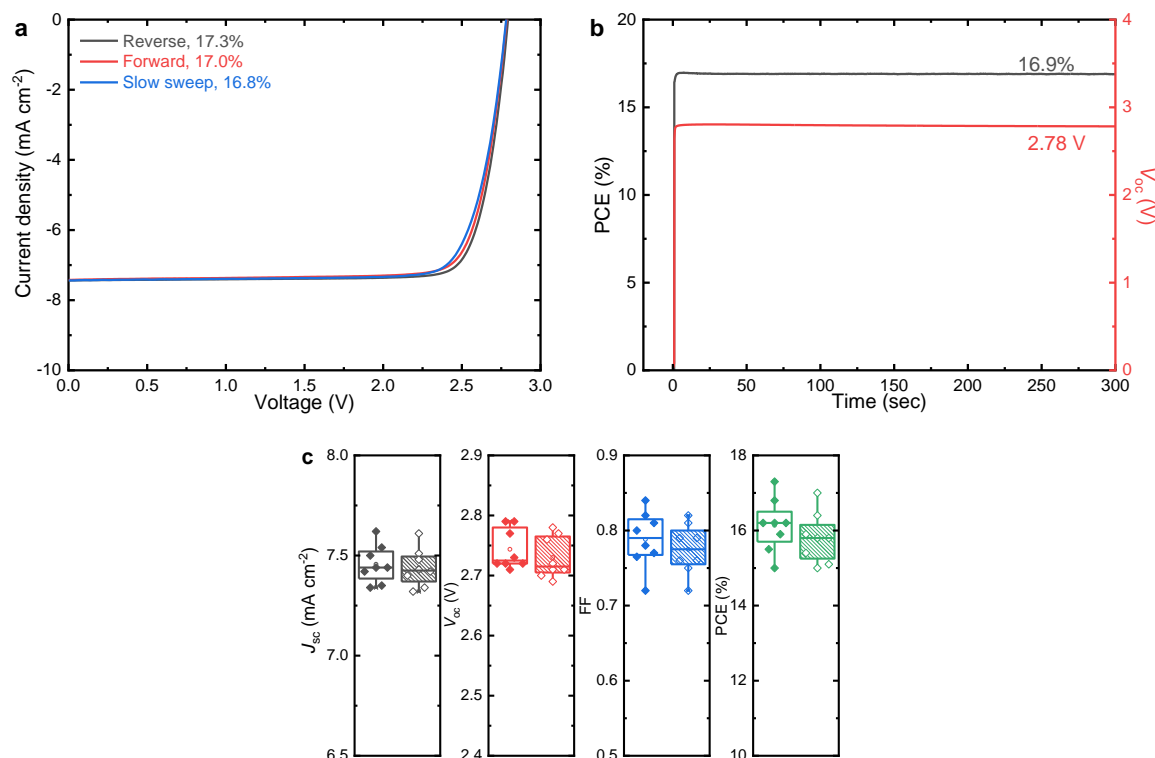 a
Reverse, 17.3%
Forward, 17.0%
Slow sweep, 16.8%
0
-2
-4
-6
-8
-10
Current density (mA cm-2)
0.0 0.5 1.0 1.5 2.0 2.5 3.0
Voltage (V)
b
20
15
10
5
0
PCE (%)
16.9%
2.78 V
4
3
2
1
0
Voc (V)
0 50 100 150 200 250 300
Time (sec)
c
8.0
7.5
7.0
6.5
Jsc (mA cm-2)
2.9
2.8
2.7
2.6
2.5
2.4
Voc (V)
0.9
0.8
0.7
0.6
0.5
FF
18
16
14
12
10
PCE (%)